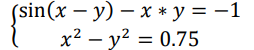 sin(x − y) − x * y = −1
x² − y² = 0.75